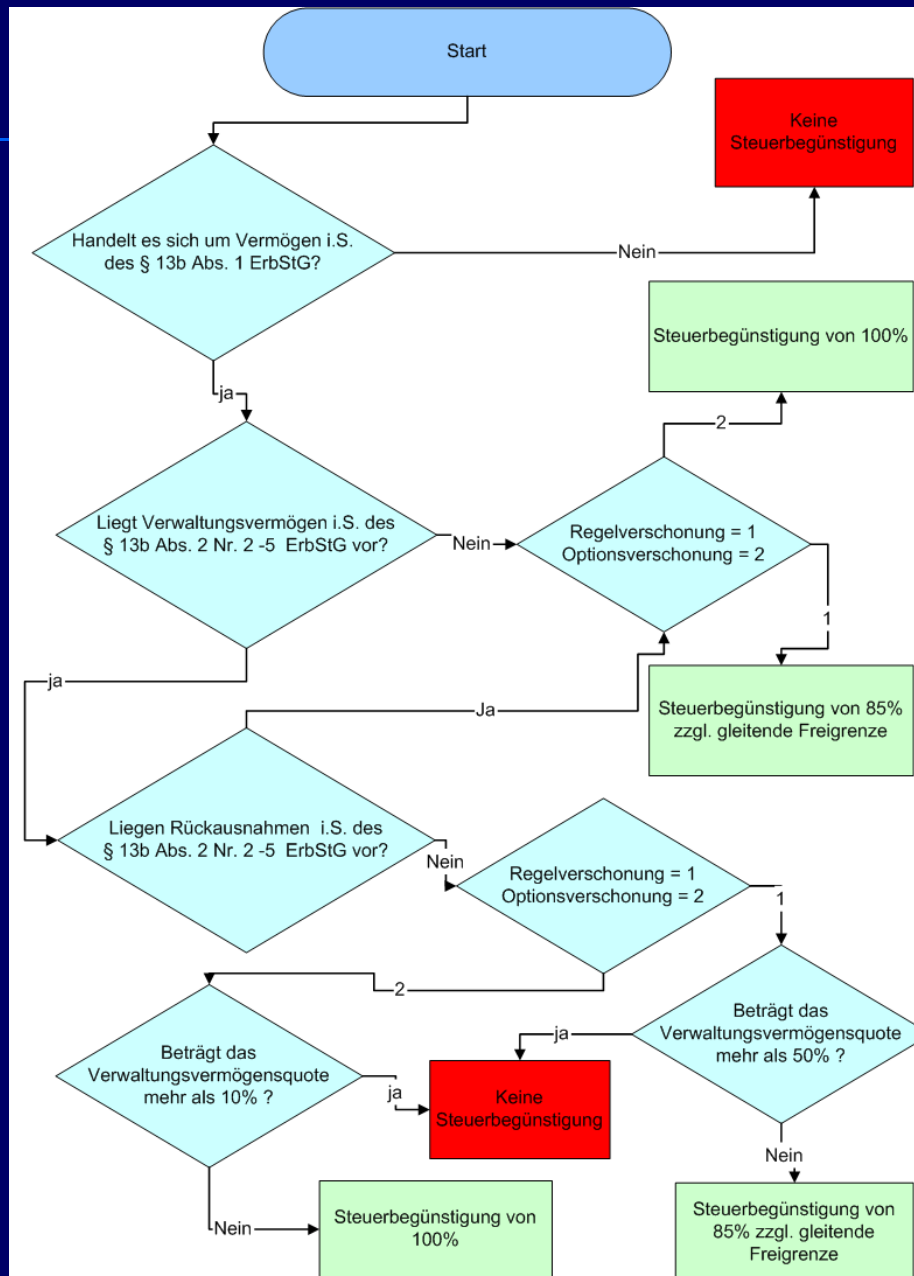 Start
Keine
Steuerbegünstigung
Handelt es sich um Vermögen i.S.
des § 13b Abs. 1 ErbStG?
Nein
Steuerbegünstigung von 100%
ja
2
Liegt Verwaltungsvermögen i.S. des
§ 13b Abs. 2 Nr. 2 -5  ErbStG vor?
Nein
Regelverschonung = 1
Optionsverschonung = 2
1
ja
Ja
Steuerbegünstigung von 85%
zzgl. gleitende Freigrenze
Liegen Rückausnahmen  i.S. des
§ 13b Abs. 2 Nr. 2 -5  ErbStG vor?
Nein
Regelverschonung = 1
Optionsverschonung = 2
1
2
Beträgt das
Verwaltungsvermögensquote
mehr als 50% ?
ja
Beträgt das
Verwaltungsvermögensquote
mehr als 10% ?
ja
Keine
Steuerbegünstigung
Nein
Nein
Steuerbegünstigung von
100%
Steuerbegünstigung von
85% zzgl. gleitende
Freigrenze